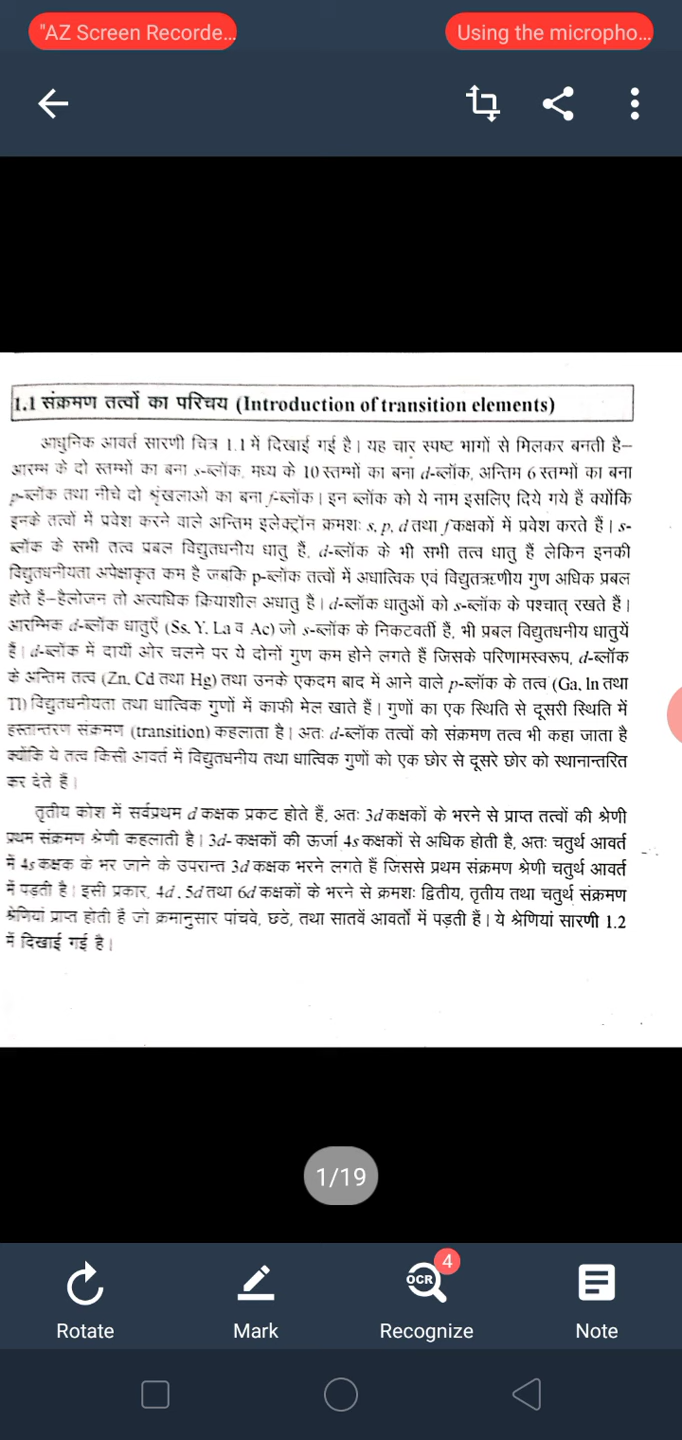 "AZ Screen Recorde...
Using the micropho...
1.1 संक्रमण तत्वों का परिचय (Introduction of transition elements)
आधुनिक आवर्त सारणी चित्र 1.1 में दिखाई गई है। यह चार स्पष्ट भागों से मिलकर बनती है–
आरम्भ के दो स्तम्भों का बना s-ब्लॉक, मध्य के 10 स्तम्भों का बना d-ब्लॉक, अन्तिम 6 स्तम्भों का बना
p-ब्लॉक तथा नीचे दो श्रृंखलाओं का बना f-ब्लॉक। इन ब्लॉक को ये नाम इसलिए दिये गये हैं क्योंकि
इनके तत्वों में प्रवेश करने वाले अन्तिम इलेक्ट्रॉन क्रमशः s, p, d तथा f कक्षकों में प्रवेश करते हैं। s-
ब्लॉक के सभी तत्व प्रबल विद्युतधनीय धातु हैं, d-ब्लॉक के भी सभी तत्व धातु हैं लेकिन इनकी
विद्युतधनीयता अपेक्षाकृत कम है जबकि p-ब्लॉक तत्वों में अधात्विक एवं विद्युतऋणीय गुण अधिक प्रबल
होते है–हैलोजन तो अत्यधिक क्रियाशील अधातु है। d-ब्लॉक धातुओं को s-ब्लॉक के पश्चात् रखते हैं।
आरम्भिक d-ब्लॉक धातुएँ (Ss, Y, La व Ac) जो s-ब्लॉक के निकटवर्ती हैं, भी प्रबल विद्युतधनीय धातुयें
हैं। d-ब्लॉक में दायीं ओर चलने पर ये दोनों गुण कम होने लगते हैं जिसके परिणामस्वरूप, d-ब्लॉक
के अन्तिम तत्व (Zn, Cd तथा Hg) तथा उनके एकदम बाद में आने वाले p-ब्लॉक के तत्व (Ga, In तथा
Tl) विद्युतधनीयता तथा धात्विक गुणों में काफी मेल खाते हैं। गुणों का एक स्थिति से दूसरी स्थिति में
हस्तान्तरण संक्रमण (transition) कहलाता है। अतः d-ब्लॉक तत्वों को संक्रमण तत्व भी कहा जाता है
क्योंकि ये तत्व किसी आवर्त में विद्युतधनीय तथा धात्विक गुणों को एक छोर से दूसरे छोर को स्थानान्तरित
कर देते हैं।
तृतीय कोश में सर्वप्रथम d कक्षक प्रकट होते हैं, अतः 3d कक्षकों के भरने से प्राप्त तत्वों की श्रेणी
प्रथम संक्रमण श्रेणी कहलाती है। 3d- कक्षकों की ऊर्जा 4s कक्षकों से अधिक होती है, अतः चतुर्थ आवर्त
में 4s कक्षक के भर जाने के उपरान्त 3d कक्षक भरने लगते हैं जिससे प्रथम संक्रमण श्रेणी चतुर्थ आवर्त
में पड़ती है। इसी प्रकार, 4d , 5d तथा 6d कक्षकों के भरने से क्रमशः द्वितीय, तृतीय तथा चतुर्थ संक्रमण
श्रेणियां प्राप्त होती हैं जो क्रमानुसार पांचवे, छठे, तथा सातवें आवर्तों में पड़ती हैं। ये श्रेणियां सारणी 1.2
में दिखाई गई है।
1/19
OCR
4
Rotate
Mark
Recognize
Note